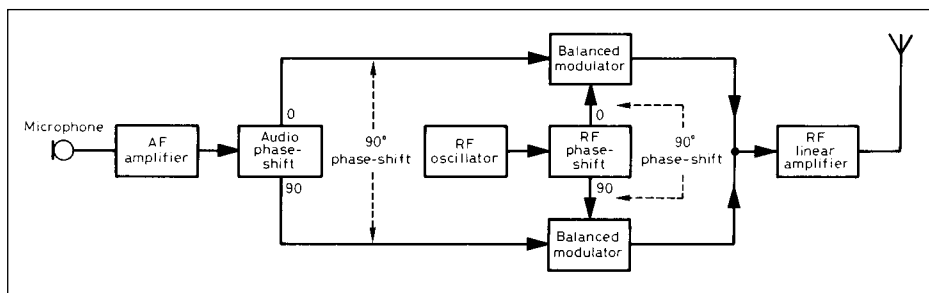 Microphone
AF
amplifier
Audio
phase-
shift
0
90
90°
phase-shift
RF
oscillator
Balanced
modulator
0
RF
phase-
shift
90
90°
phase-shift
Balanced
modulator
RF
linear
amplifier